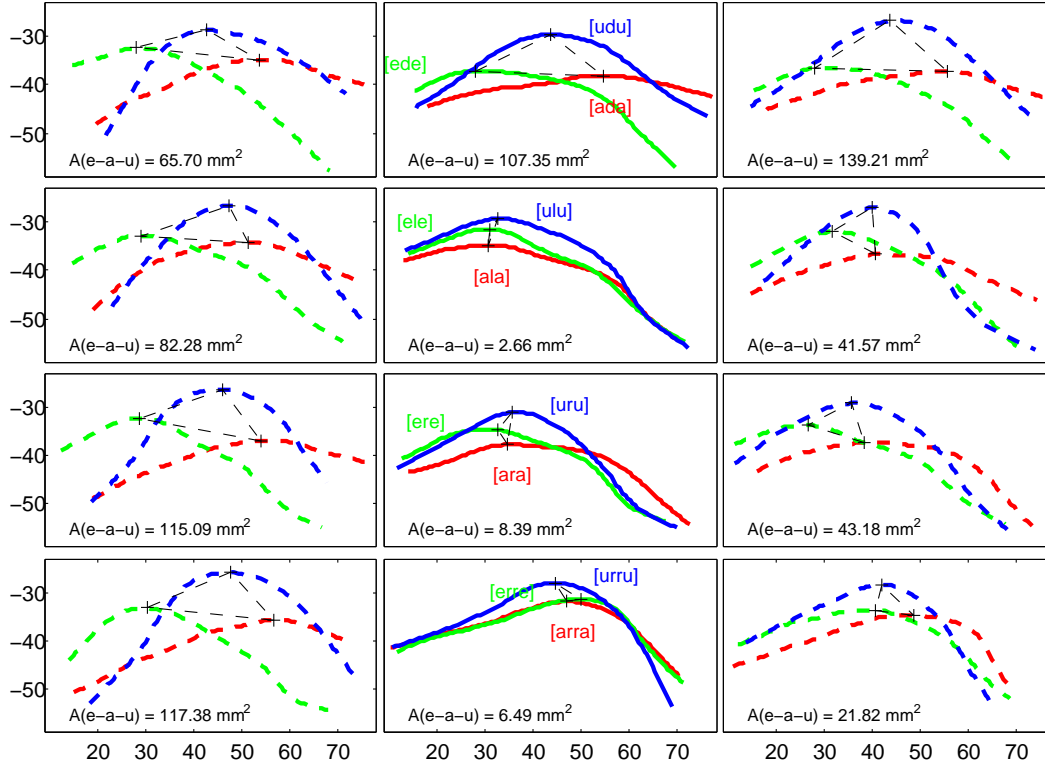 −30
−40
−50
[ede]
[udu]
[ada]
A(e−a−u) = 65.70 mm²
A(e−a−u) = 107.35 mm²
A(e−a−u) = 139.21 mm²
−30
−40
−50
[ele]
[ulu]
[ala]
A(e−a−u) = 82.28 mm²
A(e−a−u) = 2.66 mm²
A(e−a−u) = 41.57 mm²
−30
−40
−50
[ere]
[uru]
[ara]
A(e−a−u) = 115.09 mm²
A(e−a−u) = 8.39 mm²
A(e−a−u) = 43.18 mm²
−30
−40
−50
[erre]
[urru]
[arra]
A(e−a−u) = 117.38 mm²
A(e−a−u) = 6.49 mm²
A(e−a−u) = 21.82 mm²
20 30 40 50 60 70
20 30 40 50 60 70
20 30 40 50 60 70